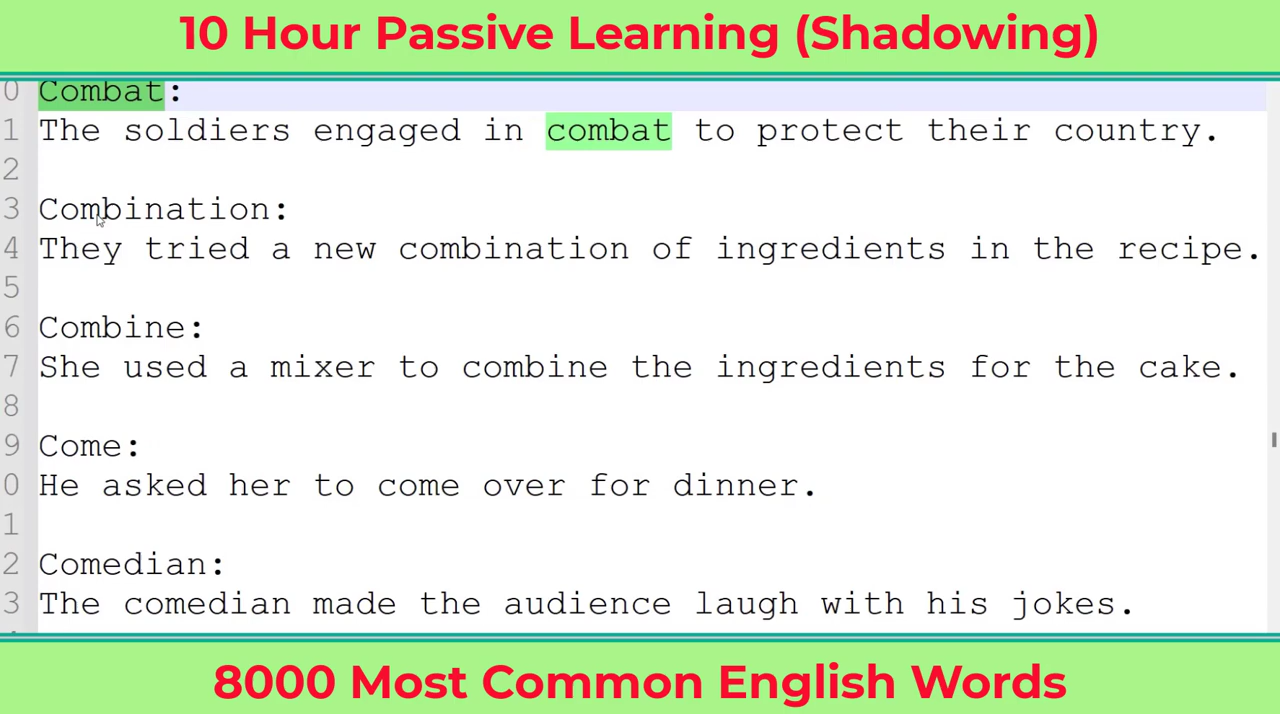 10 Hour Passive Learning (Shadowing)
0 Combat:
1 The soldiers engaged in combat to protect their country.
2
3 Combination:
4 They tried a new combination of ingredients in the recipe.
5
6 Combine:
7 She used a mixer to combine the ingredients for the cake.
8
9 Come:
0 He asked her to come over for dinner.
1
2 Comedian:
3 The comedian made the audience laugh with his jokes.
8000 Most Common English Words